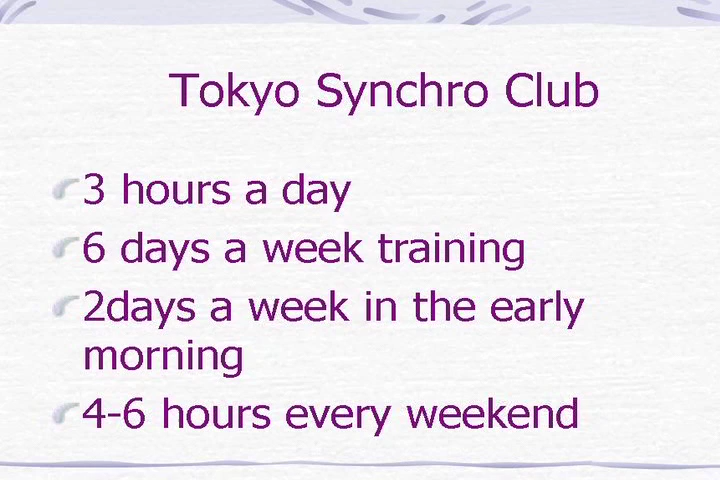 Tokyo Synchro Club
3 hours a day
6 days a week training
2days a week in the early
morning
4-6 hours every weekend